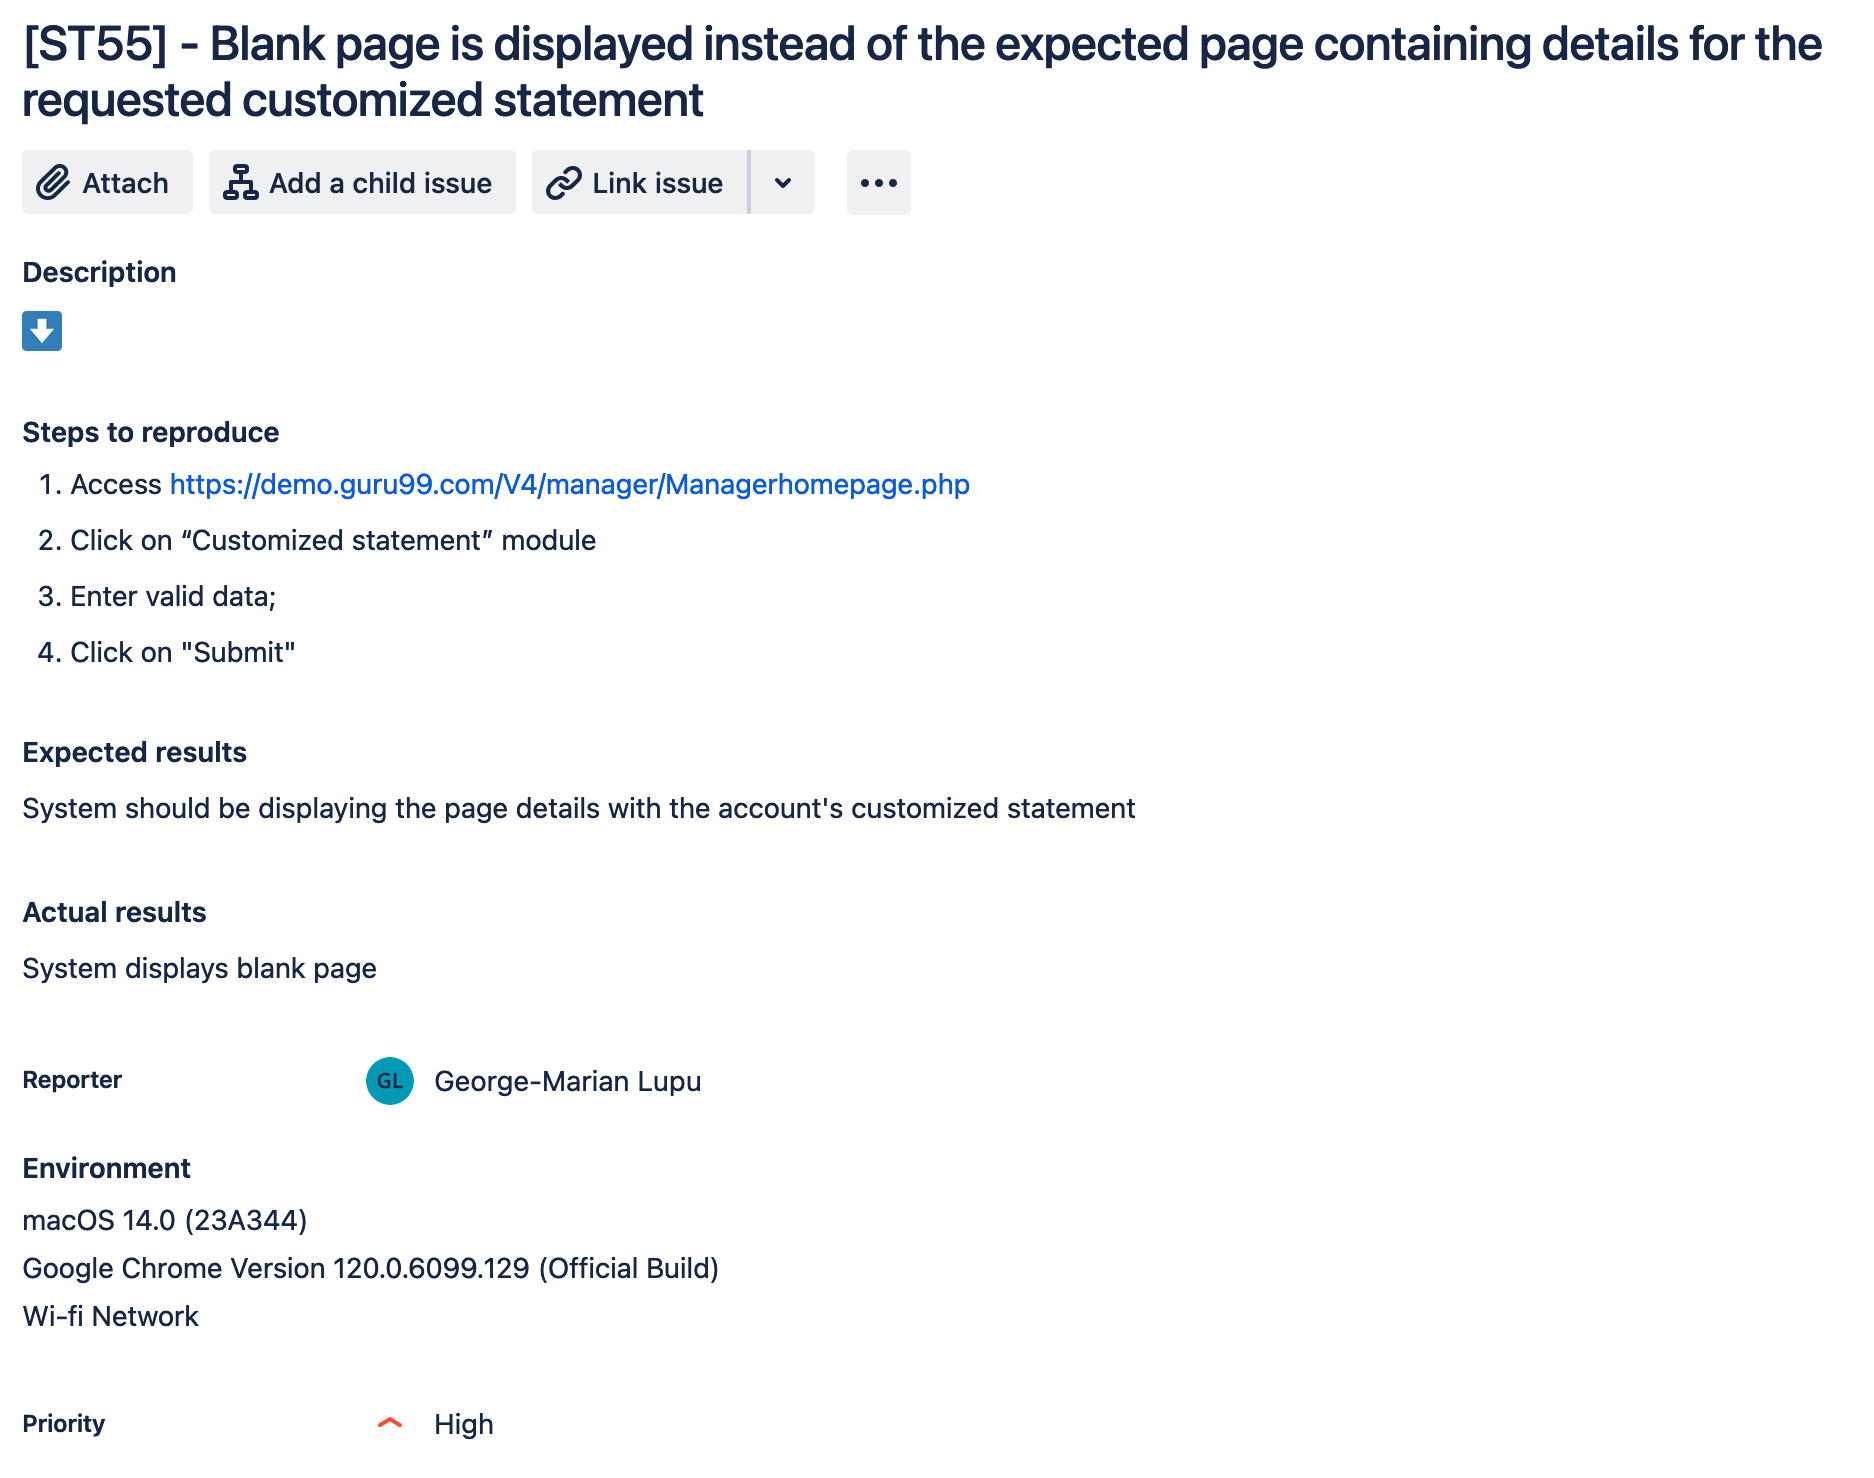 [ST55] - Blank page is displayed instead of the expected page containing details for the
requested customized statement
Attach
Add a child issue
Link issue
Description
Steps to reproduce
1. Access https://demo.guru99.com/V4/manager/Managerhomepage.php
2. Click on “Customized statement” module
3. Enter valid data;
4. Click on "Submit"
Expected results
System should be displaying the page details with the account's customized statement
Actual results
System displays blank page
Reporter GL George-Marian Lupu
Environment
macOS 14.0 (23A344)
Google Chrome Version 120.0.6099.129 (Official Build)
Wi-fi Network
Priority High